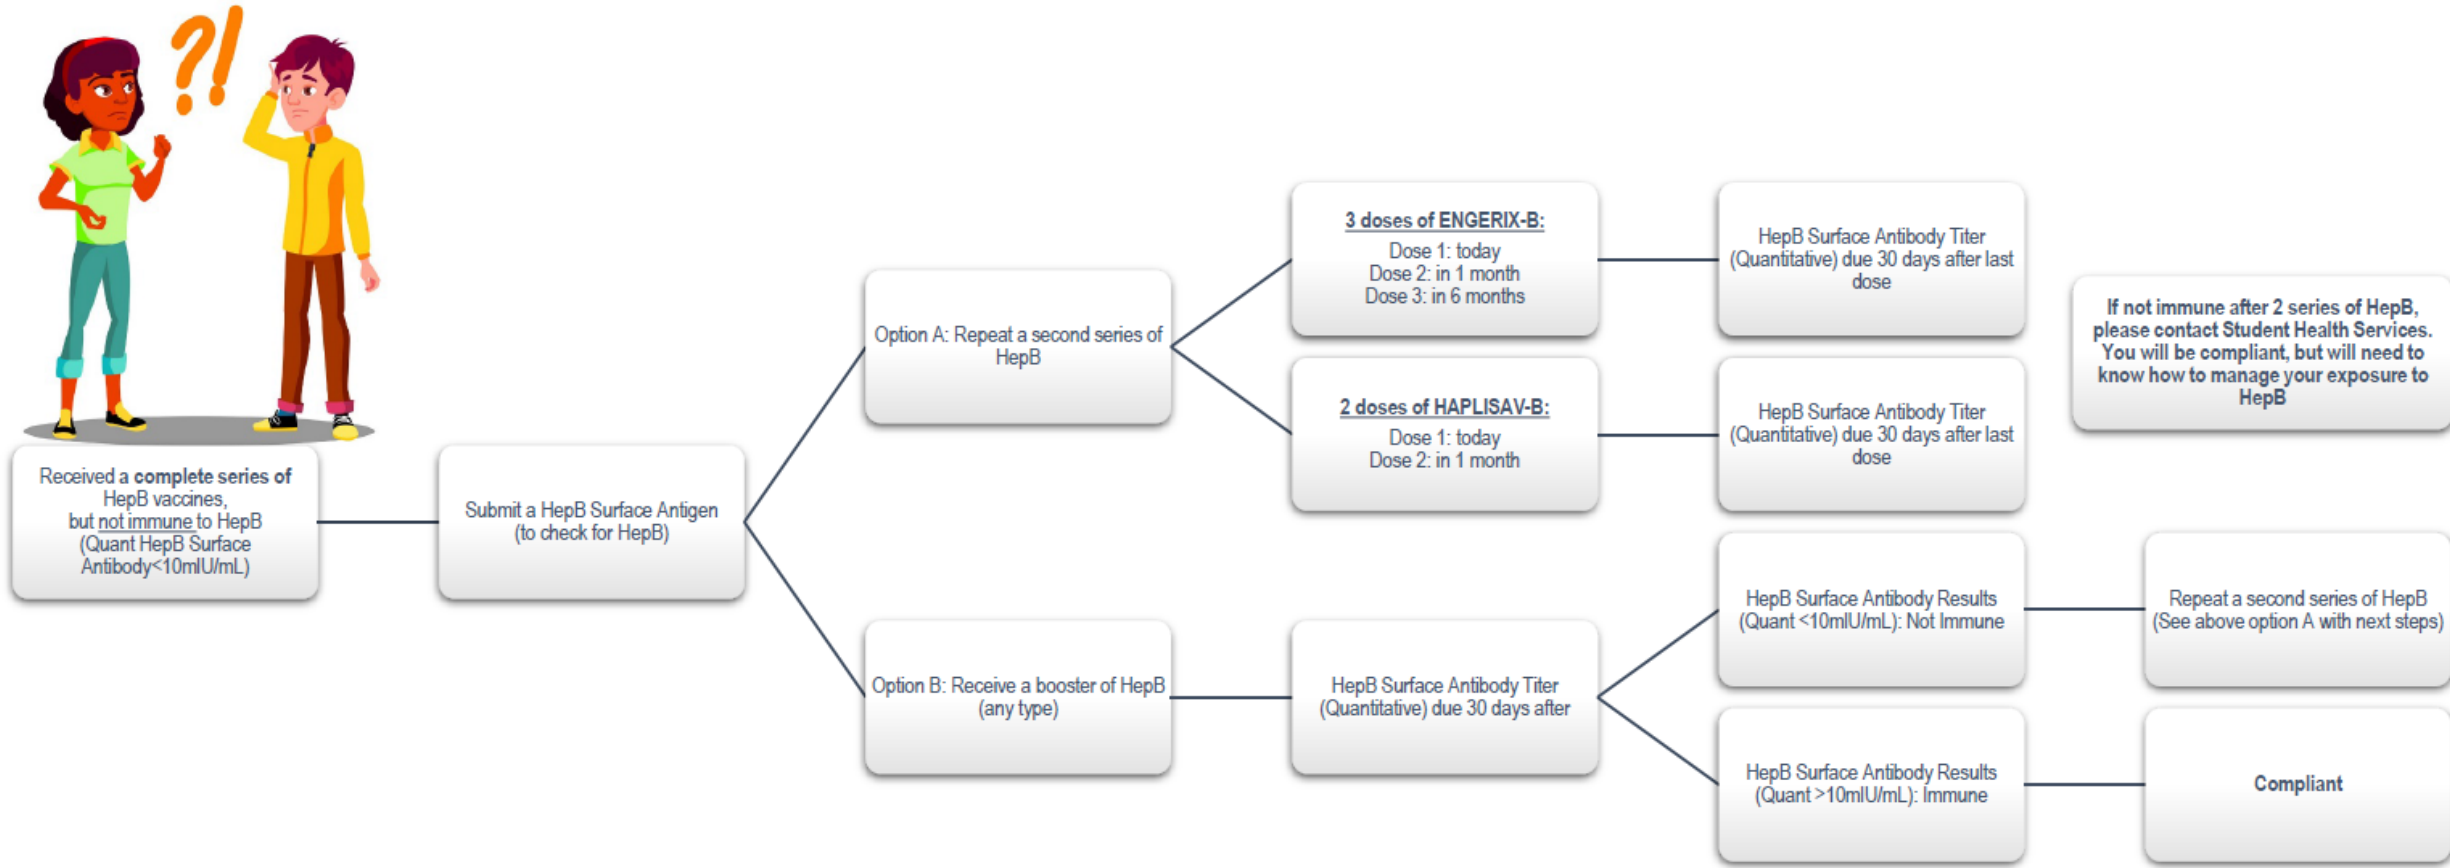 ?!
Received a complete series of
HepB vaccines,
but not immune to HepB
(Quant HepB Surface
Antibody<10mIU/mL)
Submit a HepB Surface Antigen
(to check for HepB)
Option A: Repeat a second series of
HepB
3 doses of ENGERIX-B:
Dose 1: today
Dose 2: in 1 month
Dose 3: in 6 months
HepB Surface Antibody Titer
(Quantitative) due 30 days after last
dose
2 doses of HAPLISAV-B:
Dose 1: today
Dose 2: in 1 month
HepB Surface Antibody Titer
(Quantitative) due 30 days after last
dose
If not immune after 2 series of HepB,
please contact Student Health Services.
You will be compliant, but will need to
know how to manage your exposure to
HepB
Option B: Receive a booster of HepB
(any type)
HepB Surface Antibody Titer
(Quantitative) due 30 days after
HepB Surface Antibody Results
(Quant <10mIU/mL): Not Immune
Repeat a second series of HepB
(See above option A with next steps)
HepB Surface Antibody Results
(Quant >10mIU/mL): Immune
Compliant